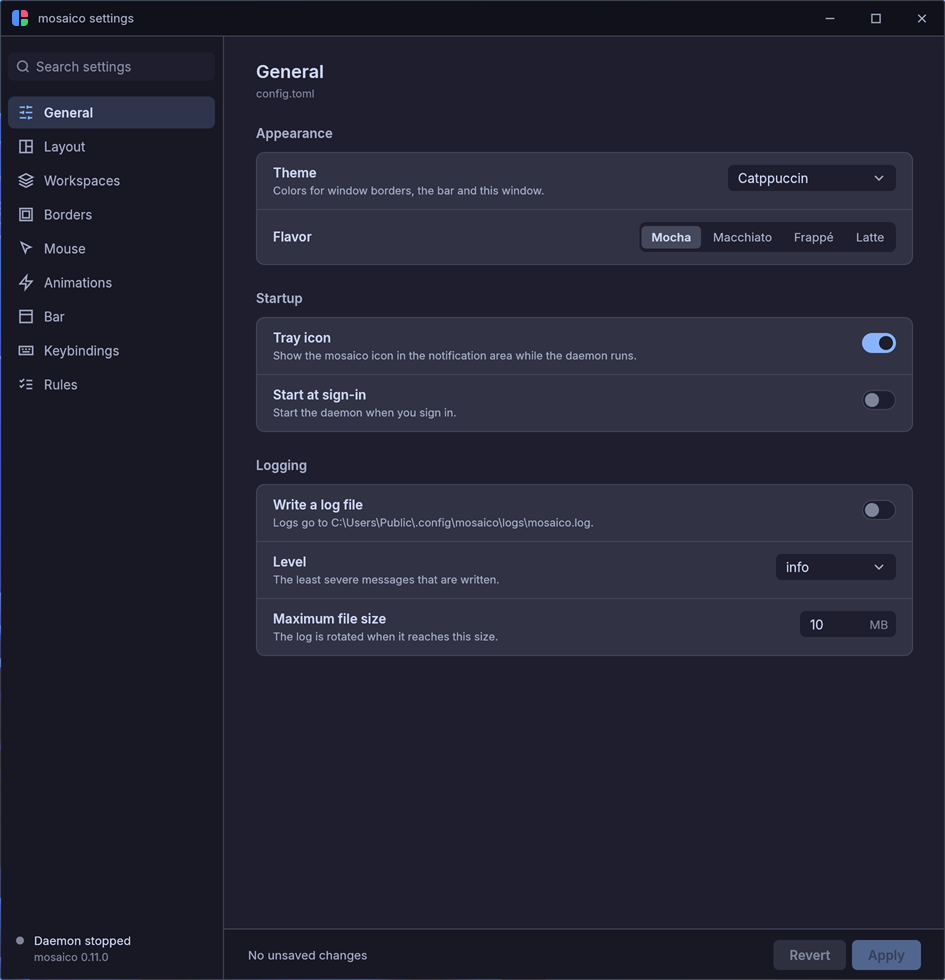 mosaico settings
Search settings
General
Layout
Workspaces
Borders
Mouse
Animations
Bar
Keybindings
Rules
Daemon stopped
mosaico 0.11.0
General
config.toml
Appearance
Theme
Colors for window borders, the bar and this window.
Catppuccin
Flavor
Mocha Macchiato Frappé Latte
Startup
Tray icon
Show the mosaico icon in the notification area while the daemon runs.
Start at sign-in
Start the daemon when you sign in.
Logging
Write a log file
Logs go to C:\Users\Public\.config\mosaico\logs\mosaico.log.
Level
The least severe messages that are written.
info
Maximum file size
The log is rotated when it reaches this size.
10 MB
No unsaved changes
Revert Apply